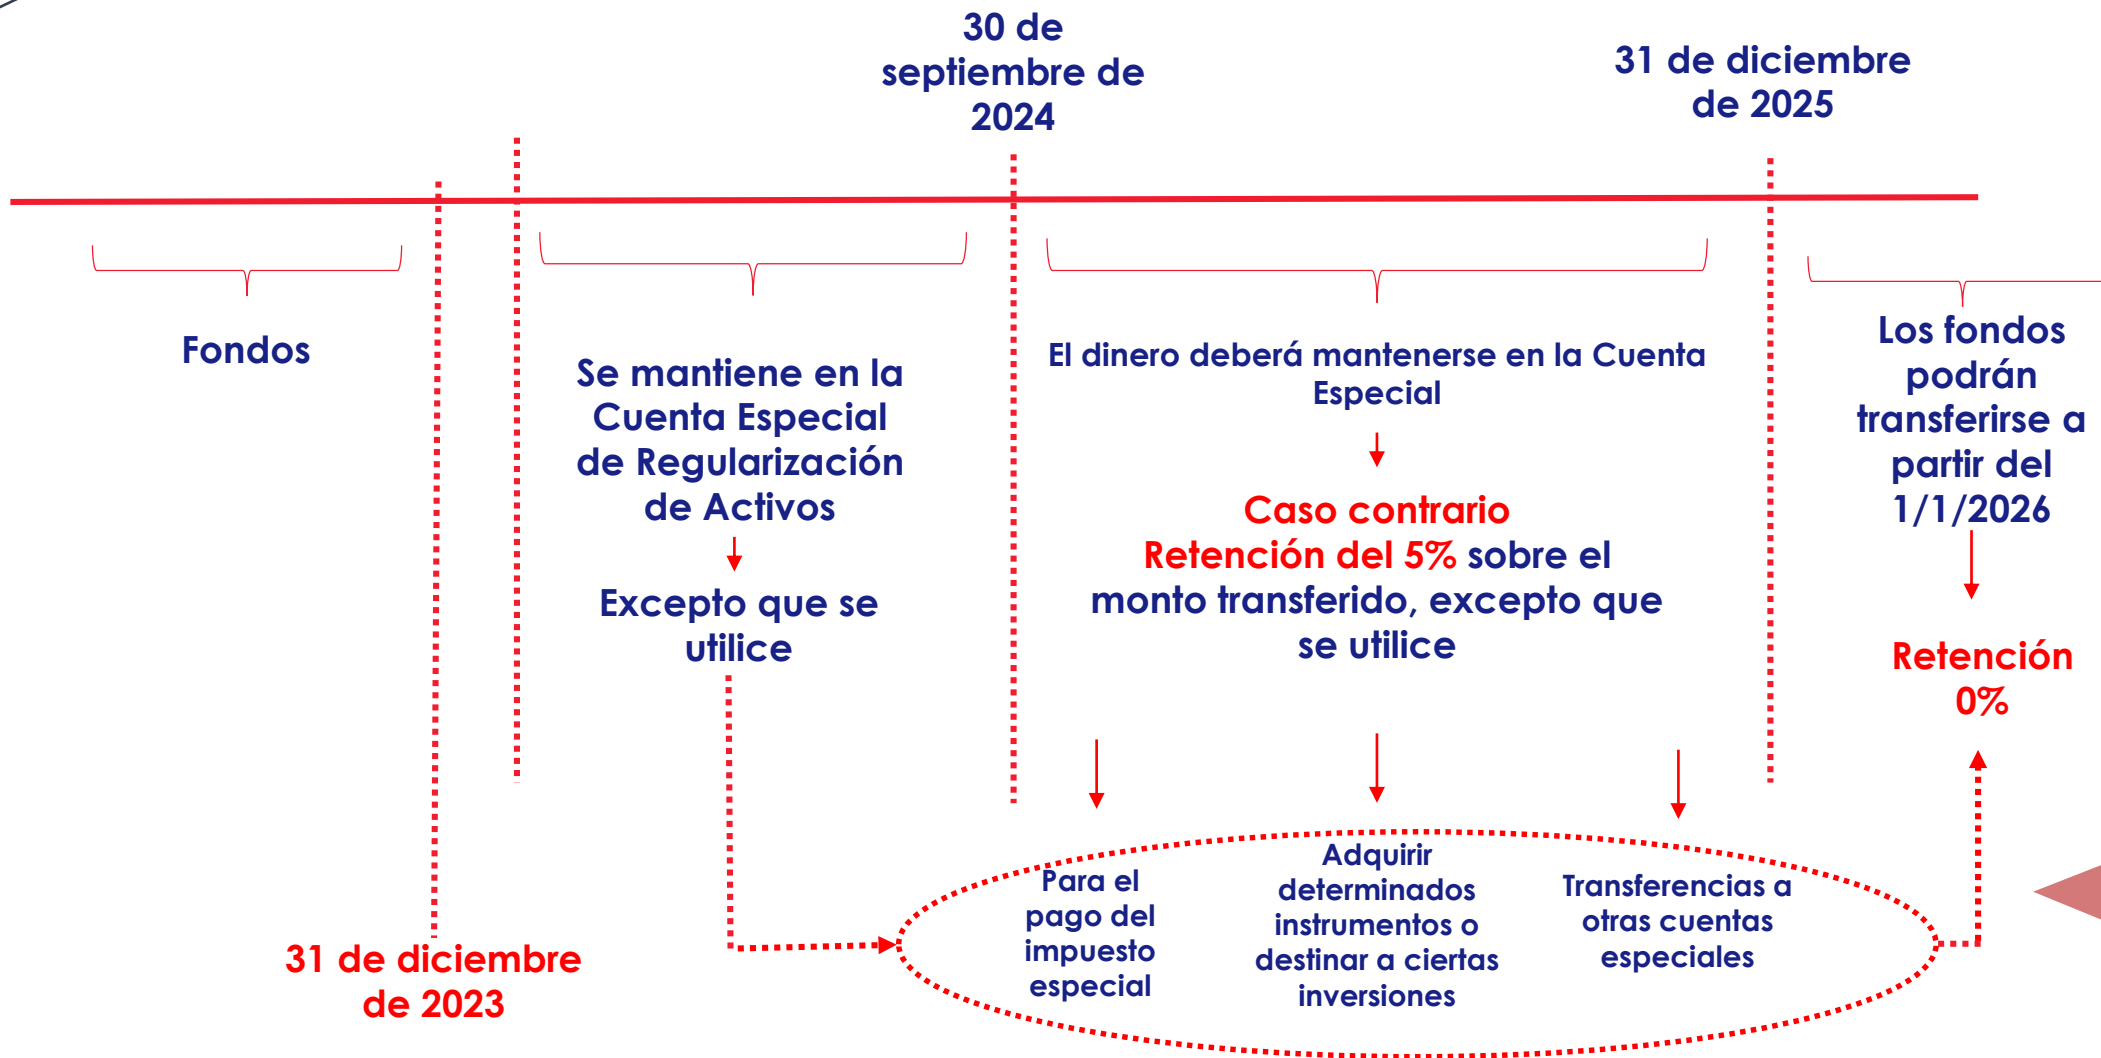 30 de
septiembre de
2024
31 de diciembre
de 2025
Fondos
Se mantiene en la
Cuenta Especial
de Regularización
de Activos
Excepto que se
utilice
El dinero deberá mantenerse en la Cuenta
Especial
Caso contrario
Retención del 5% sobre el
monto transferido, excepto que
se utilice
Los fondos
podrán
transferirse a
partir del
1/1/2026
Retención
0%
Para el
pago del
impuesto
especial
Adquirir
determinados
instrumentos o
destinar a ciertas
inversiones
Transferencias a
otras cuentas
especiales
31 de diciembre
de 2023